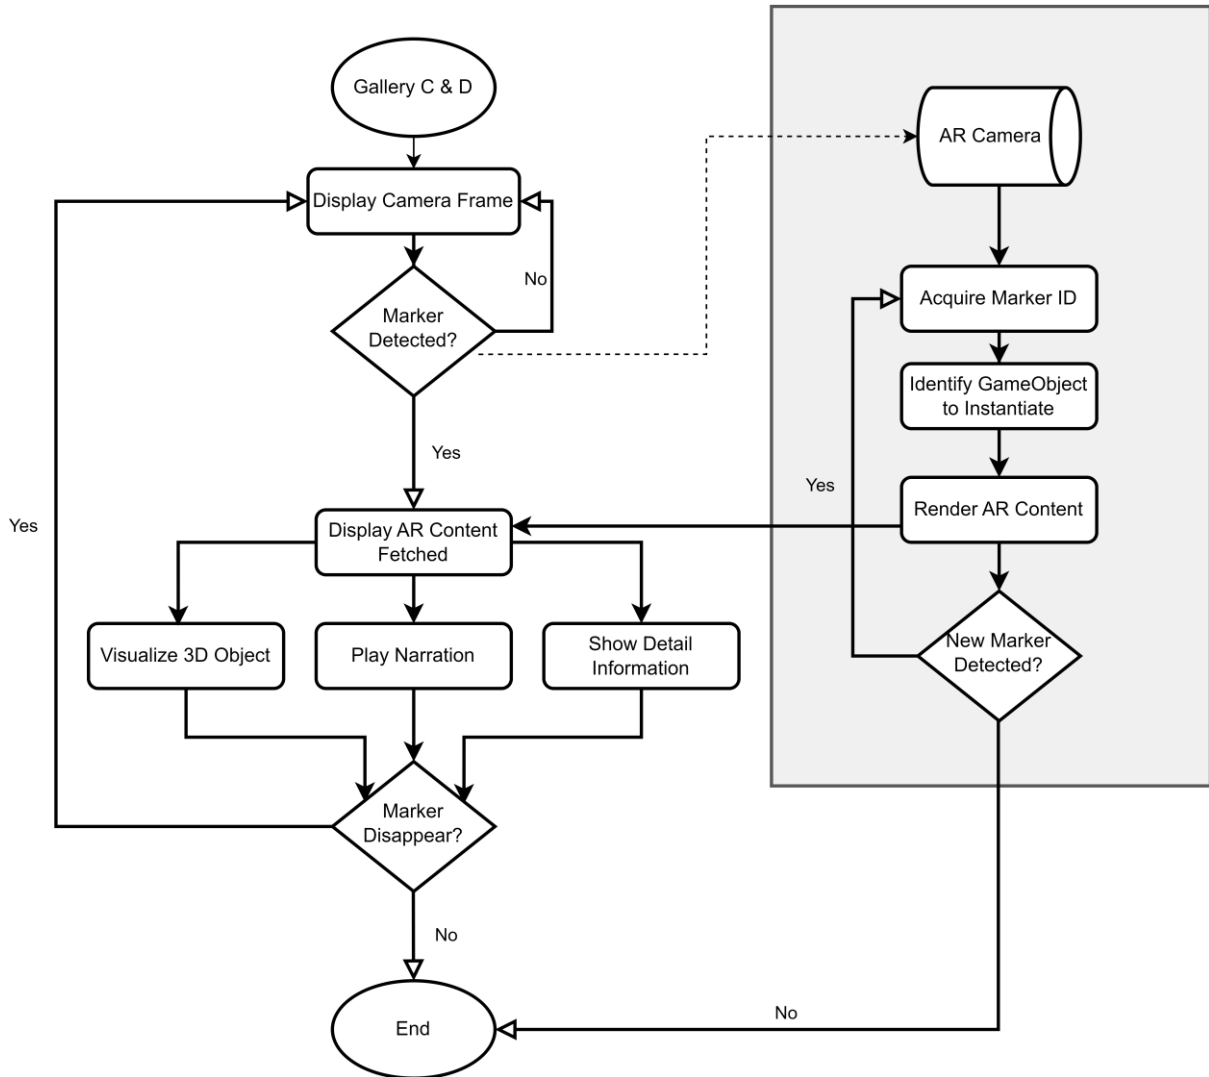 Gallery C & D
AR Camera
Display Camera Frame
No
Marker
Detected?
Acquire Marker ID
Identify GameObject
to Instantiate
Yes
Yes
Render AR Content
Yes
Display AR Content
Fetched
Visualize 3D Object
Play Narration
Show Detail
Information
New Marker
Detected?
Marker
Disappear?
No
No
End